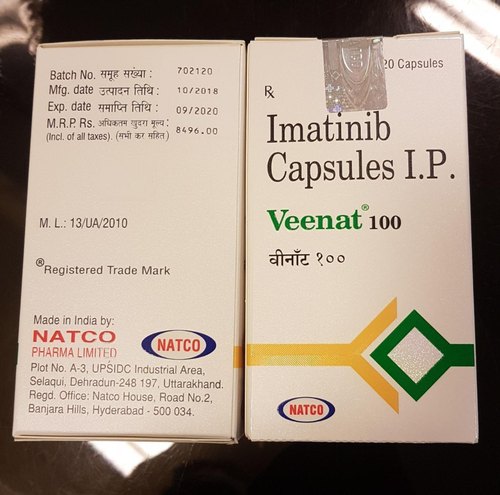 Batch No. समूह संख्या : 702120
Mfg. date उत्पादन तिथि : 10/2018
Exp. date समाप्ति तिथि : 09/2020
M.R.P. Rs. अधिकतम खुदरा मूल्य : 8496.00
(Incl. of all taxes). (सभी कर सहित)
M. L.: 13/UA/2010
®Registered Trade Mark
Made in India by:
NATCO
PHARMA LIMITED
NATCO
Plot No. A-3, UPSIDC Industrial Area,
Selaqui, Dehradun-248 197, Uttarakhand.
Regd. Office: Natco House, Road No.2,
Banjara Hills, Hyderabad - 500 034.
20 Capsules
Rx
Imatinib
Capsules I.P.
Veenat® 100
वीनॉट १००
NATCO